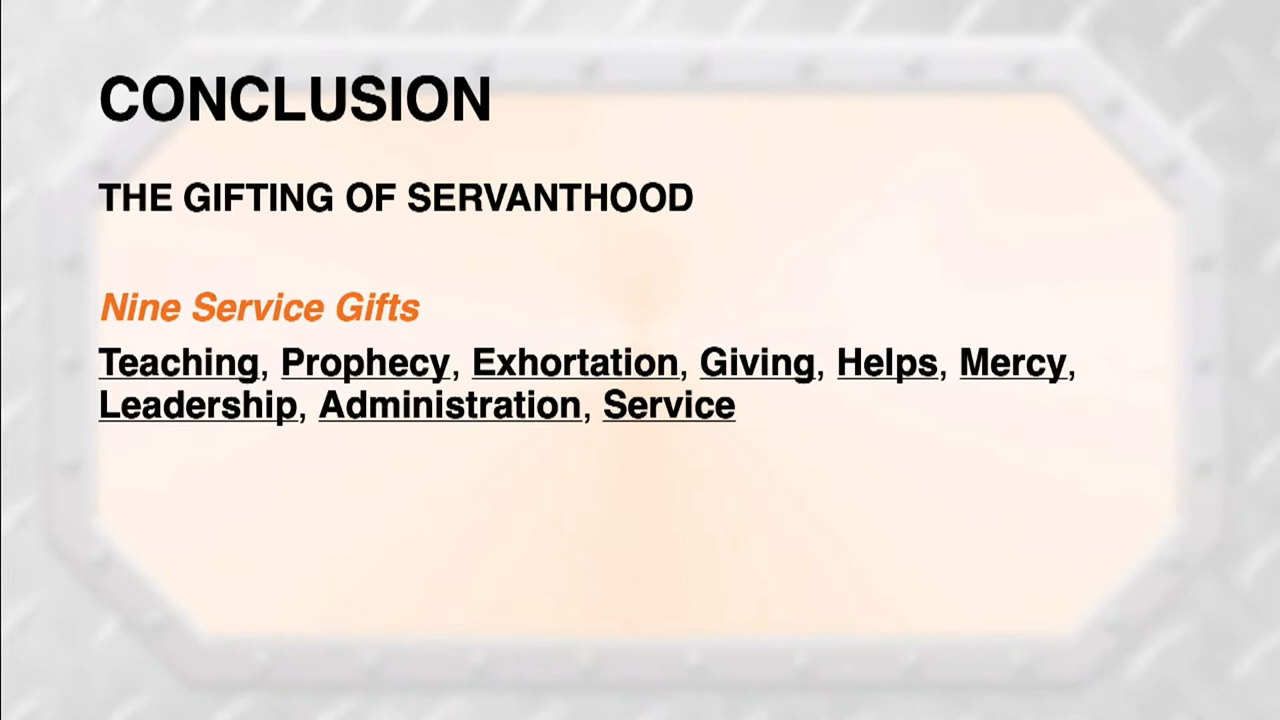 CONCLUSION
THE GIFTING OF SERVANTHOOD
Nine Service Gifts
Teaching, Prophecy, Exhortation, Giving, Helps, Mercy,
Leadership, Administration, Service